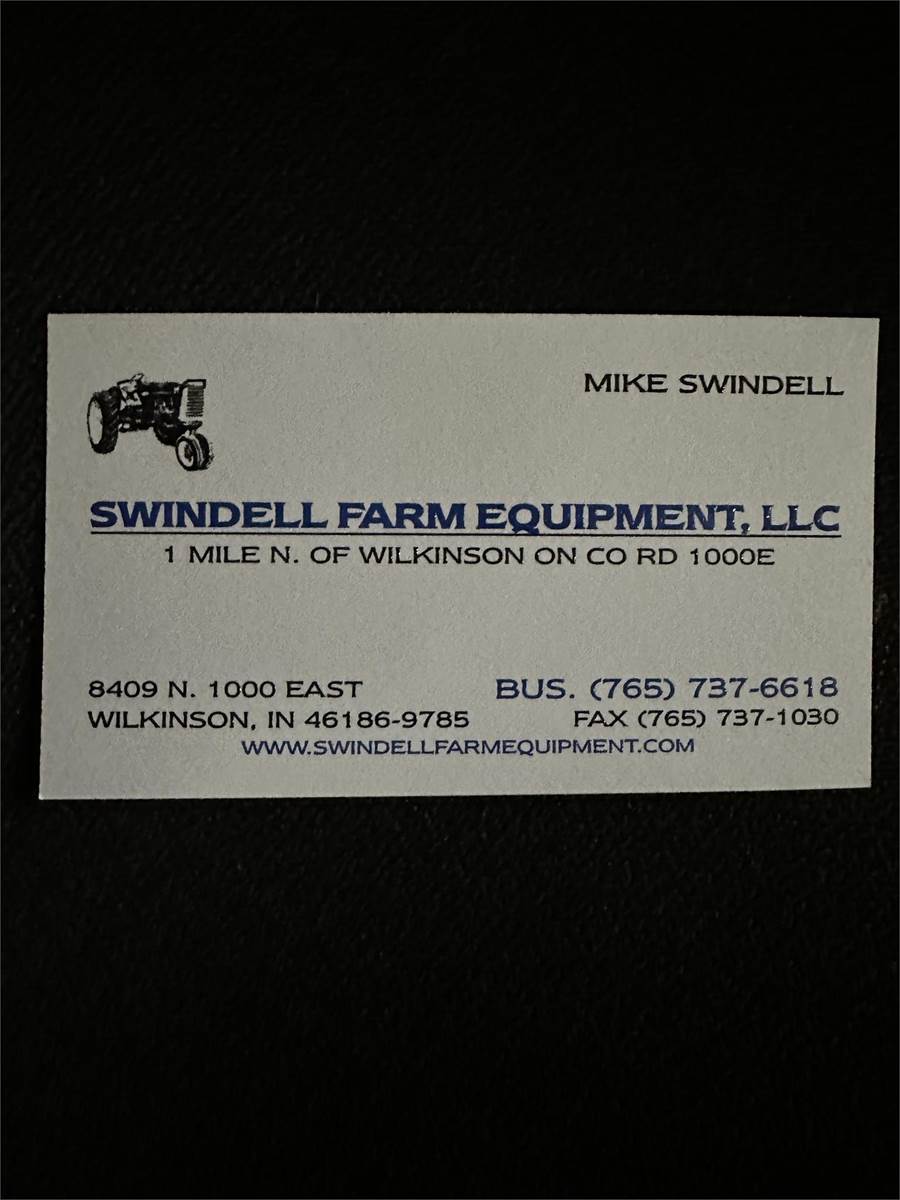 MIKE SWINDELL
SWINDELL FARM EQUIPMENT, LLC
1 MILE N. OF WILKINSON ON CO RD 1000E
8409 N. 1000 EAST BUS. (765) 737-6618
WILKINSON, IN 46186-9785 FAX (765) 737-1030
WWW.SWINDELLFARMEQUIPMENT.COM